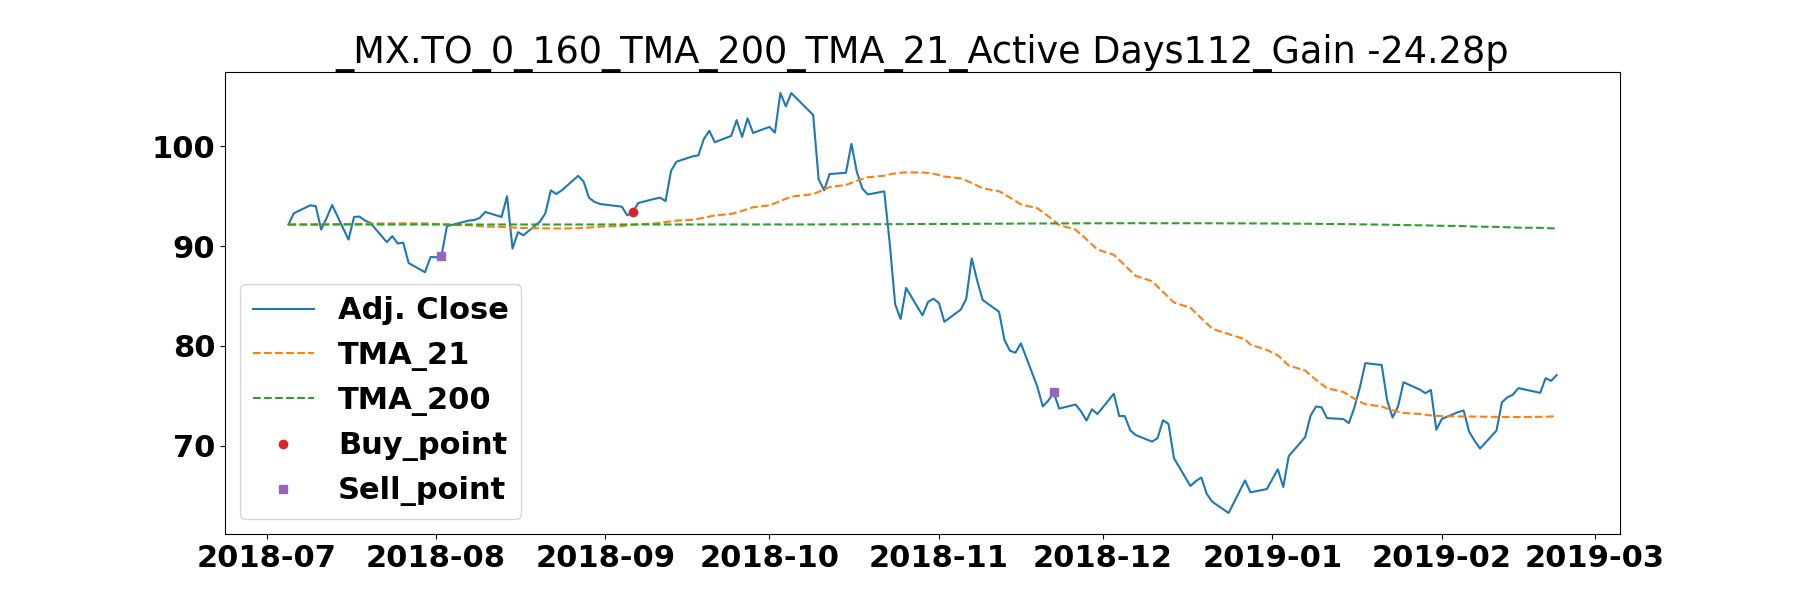 _MX.TO_0_160_TMA_200_TMA_21_Active Days112_Gain -24.28p
100
90
80
70
Adj. Close
TMA_21
TMA_200
Buy_point
Sell_point
2018-07 2018-08 2018-09 2018-10 2018-11 2018-12 2019-01 2019-02 2019-03